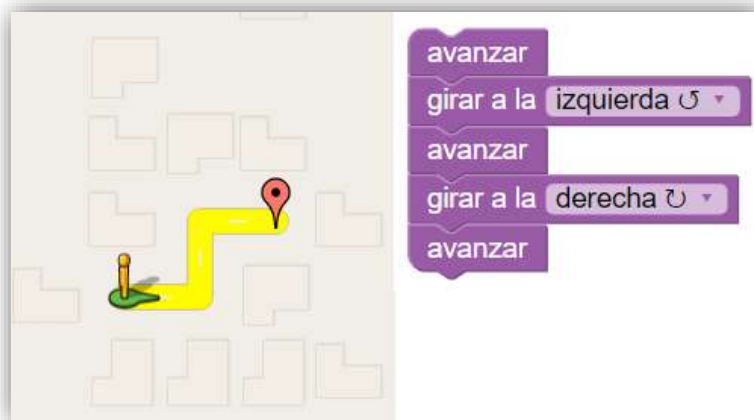 avanzar
girar a la izquierda ↺ ▾
avanzar
girar a la derecha ↻ ▾
avanzar